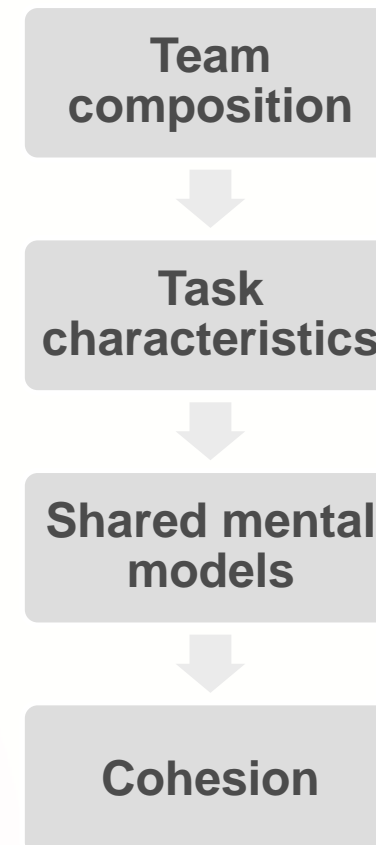 Team
composition
Task
characteristics
Shared mental
models
Cohesion